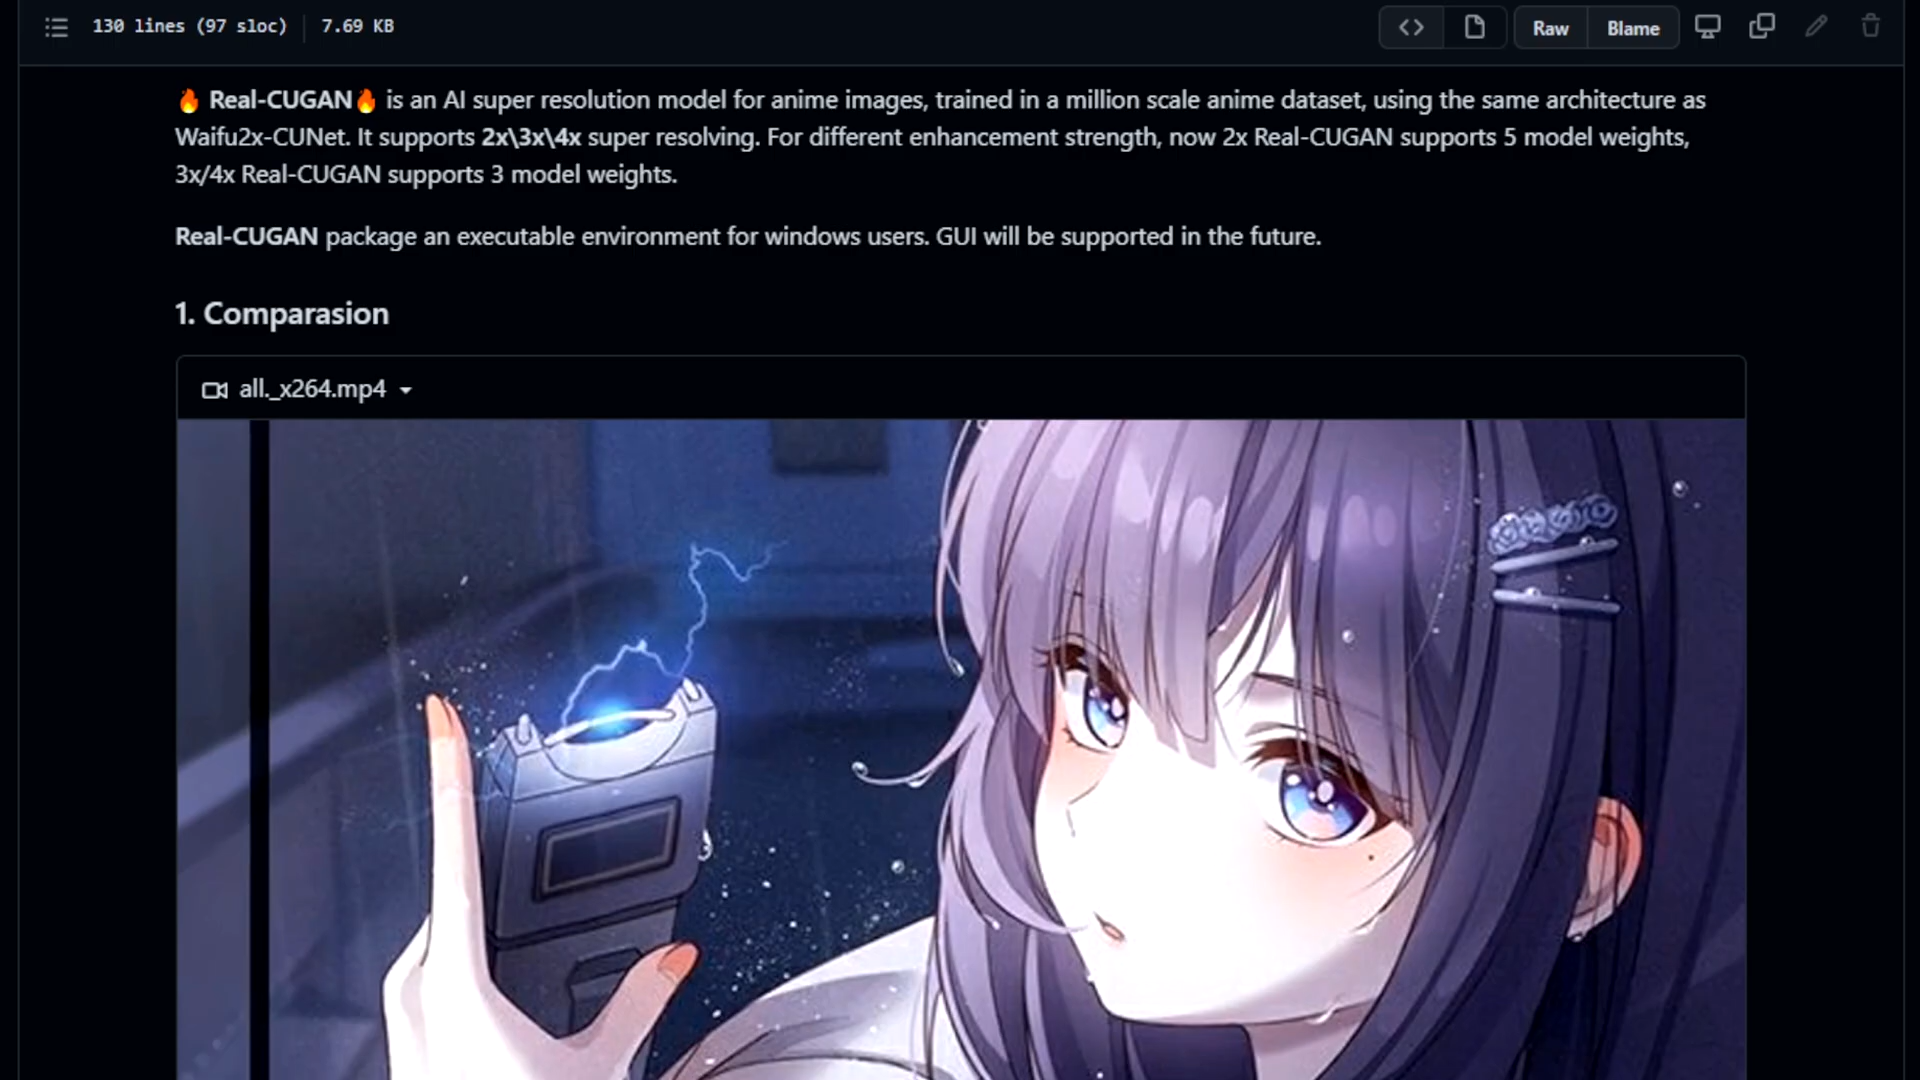 130 lines (97 sloc) 7.69 KB
Raw Blame
🔥 Real-CUGAN🔥 is an AI super resolution model for anime images, trained in a million scale anime dataset, using the same architecture as
Waifu2x-CUNet. It supports 2x\3x\4x super resolving. For different enhancement strength, now 2x Real-CUGAN supports 5 model weights,
3x/4x Real-CUGAN supports 3 model weights.
Real-CUGAN package an executable environment for windows users. GUI will be supported in the future.
1. Comparasion
all._x264.mp4